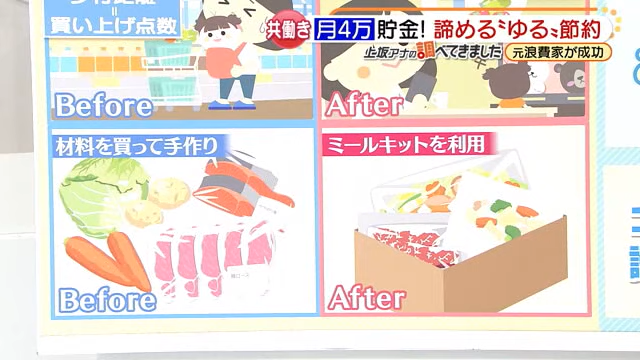 共働き 月4万貯金! 諦める〝ゆる〟節約
上坂アナの調べてきました 元浪費家が成功
買い上げ点数
Before
After
材料を買って手作り
ミールキットを利用
Before
After